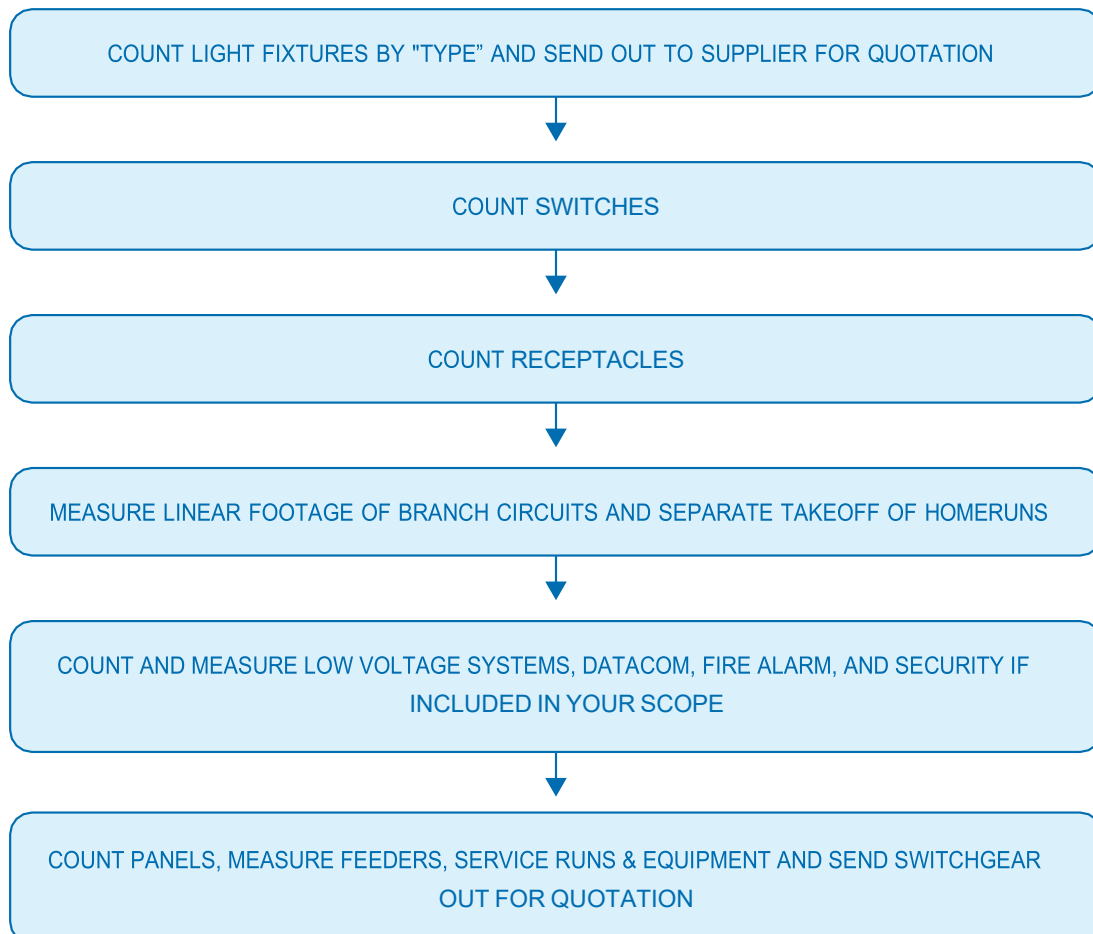 COUNT LIGHT FIXTURES BY "TYPE” AND SEND OUT TO SUPPLIER FOR QUOTATION
COUNT SWITCHES
COUNT RECEPTACLES
MEASURE LINEAR FOOTAGE OF BRANCH CIRCUITS AND SEPARATE TAKEOFF OF HOMERUNS
COUNT AND MEASURE LOW VOLTAGE SYSTEMS, DATACOM, FIRE ALARM, AND SECURITY IF
INCLUDED IN YOUR SCOPE
COUNT PANELS, MEASURE FEEDERS, SERVICE RUNS & EQUIPMENT AND SEND SWITCHGEAR
OUT FOR QUOTATION